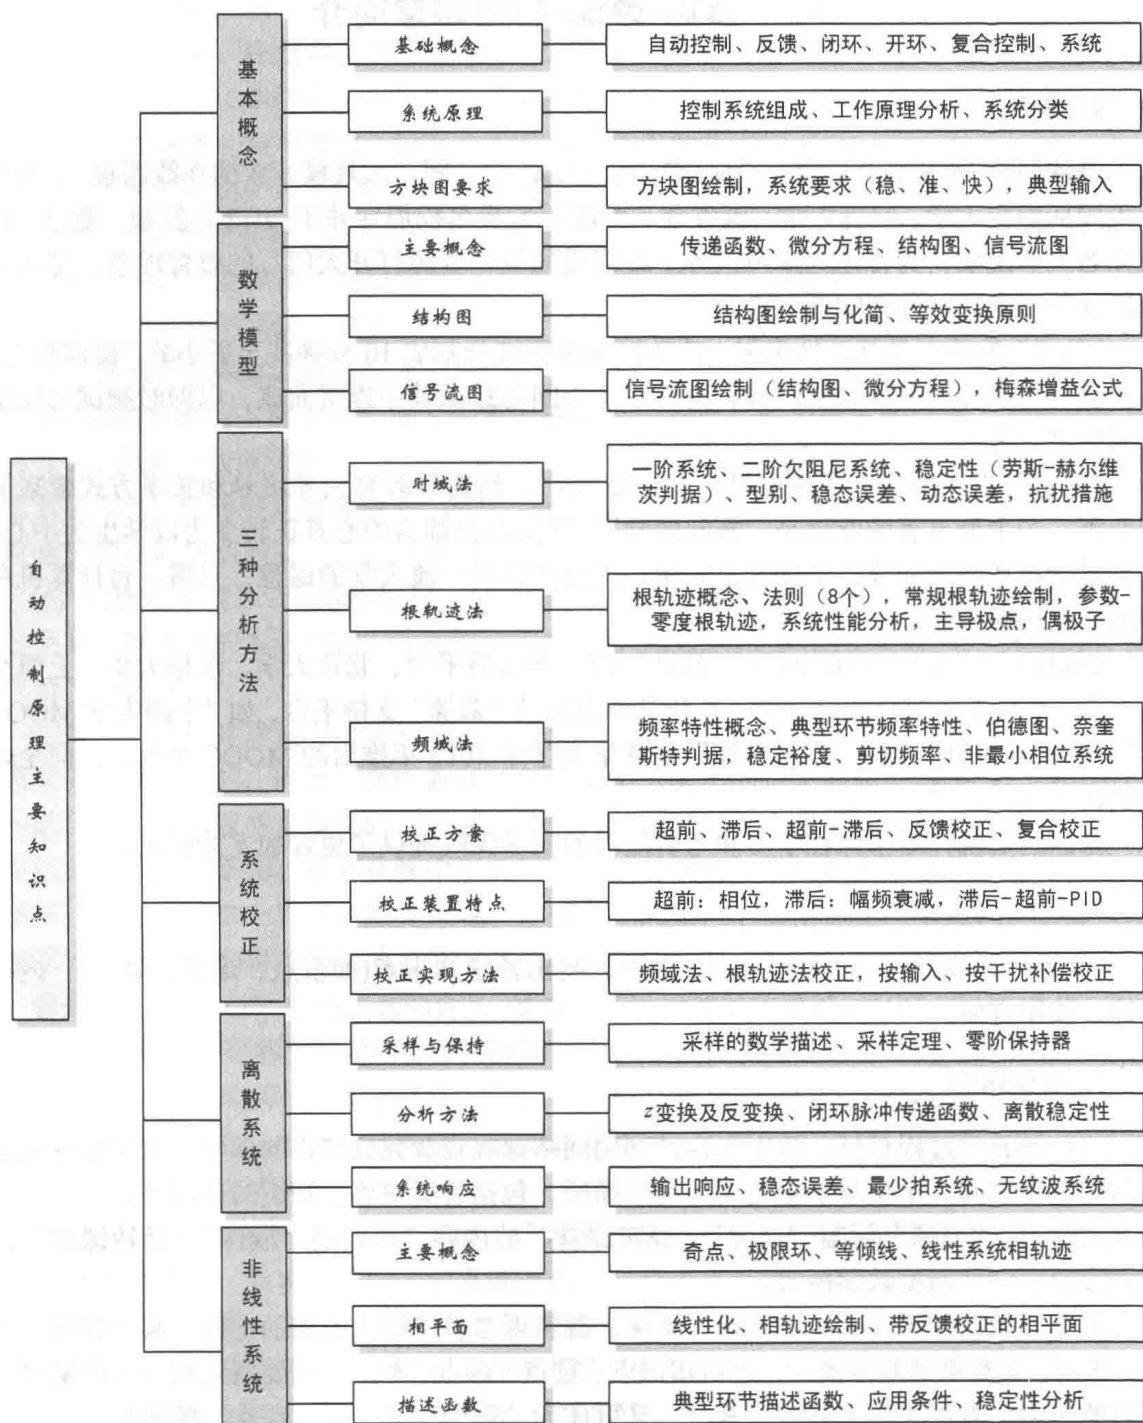 自动控制原理主要知识点
基本概念
基础概念
自动控制、反馈、闭环、开环、复合控制、系统
系统原理
控制系统组成、工作原理分析、系统分类
方块图要求
方块图绘制，系统要求（稳、准、快），典型输入
数学模型
主要概念
传递函数、微分方程、结构图、信号流图
结构图
结构图绘制与化简、等效变换原则
信号流图
信号流图绘制（结构图、微分方程），梅森增益公式
三种分析方法
时域法
一阶系统、二阶欠阻尼系统、稳定性（劳斯-赫尔维
茨判据）、型别、稳态误差、动态误差，抗扰措施
根轨迹法
根轨迹概念、法则（8个），常规根轨迹绘制，参数-
零度根轨迹，系统性能分析，主导极点，偶极子
频域法
频率特性概念、典型环节频率特性、伯德图、奈奎
斯特判据，稳定裕度、剪切频率、非最小相位系统
系统校正
校正方案
超前、滞后、超前-滞后、反馈校正、复合校正
校正装置特点
超前：相位，滞后：幅频衰减，滞后-超前-PID
校正实现方法
频域法、根轨迹法校正，按输入、按干扰补偿校正
离散系统
采样与保持
采样的数学描述、采样定理、零阶保持器
分析方法
z变换及反变换、闭环脉冲传递函数、离散稳定性
系统响应
输出响应、稳态误差、最少拍系统、无纹波系统
非线性系统
主要概念
奇点、极限环、等倾线、线性系统相轨迹
相平面
线性化、相轨迹绘制、带反馈校正的相平面
描述函数
典型环节描述函数、应用条件、稳定性分析